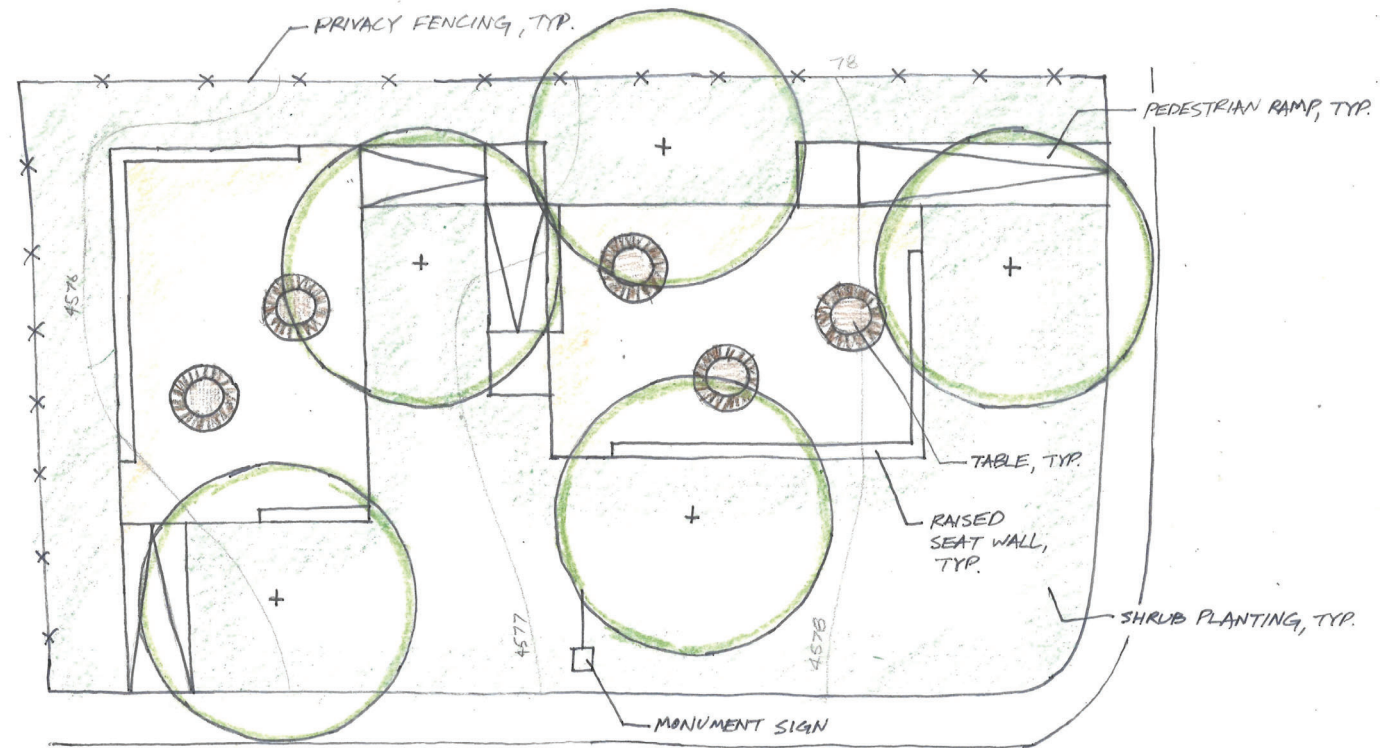 PRIVACY FENCING, TYP.
78
PEDESTRIAN RAMP, TYP.
4576
TABLE, TYP.
RAISED
SEAT WALL,
TYP.
SHRUB PLANTING, TYP.
4577
4578
MONUMENT SIGN